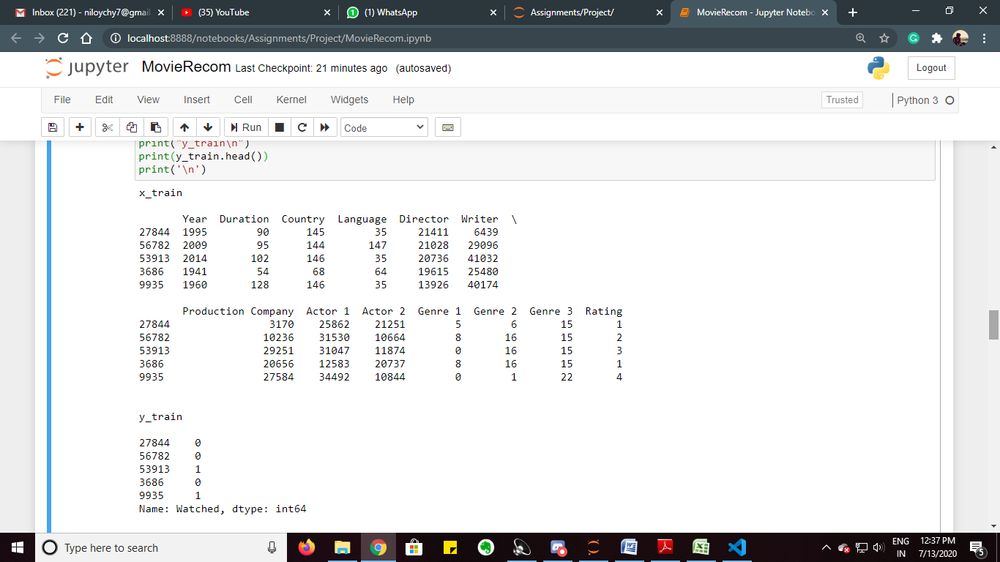 Inbox (221) - niloychy7@gmail
(35) YouTube
(1) WhatsApp
Assignments/Project/
MovieRecom - Jupyter Notebo
localhost:8888/notebooks/Assignments/Project/MovieRecom.ipynb
jupyter MovieRecom Last Checkpoint: 21 minutes ago (autosaved)
Logout
File Edit View Insert Cell Kernel Widgets Help
Trusted
Python 3
Run
Code
print("y_train\n")
print(y_train.head())
print('\n')
x_train
Year Duration Country Language Director Writer \
27844 1995 90 145 35 21411 6439
56782 2009 95 144 147 21028 29096
53913 2014 102 146 35 20736 41032
3686 1941 54 68 64 19615 25480
9935 1960 128 146 35 13926 40174
Production Company Actor 1 Actor 2 Genre 1 Genre 2 Genre 3 Rating
27844 3170 25862 21251 5 6 15 1
56782 10236 31530 10664 8 16 15 2
53913 29251 31047 11874 0 16 15 3
3686 20656 12583 20737 8 16 15 1
9935 27584 34492 10844 0 1 22 4
y_train
27844 0
56782 0
53913 1
3686 0
9935 1
Name: Watched, dtype: int64
Type here to search
ENG
IN
12:37 PM
7/13/2020
5